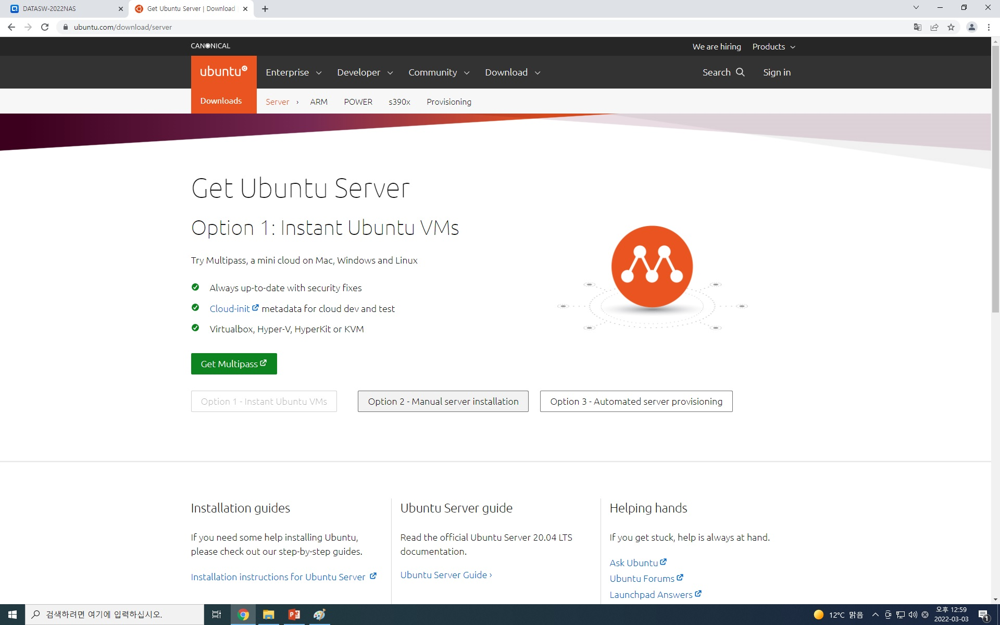 DATASW-2022NAS
Get Ubuntu Server | Download
ubuntu.com/download/server
CANONICAL
We are hiring Products
ubuntu
Enterprise Developer Community Download Search Sign in
Downloads
Server › ARM POWER s390x Provisioning
Get Ubuntu Server
Option 1: Instant Ubuntu VMs
Try Multipass, a mini cloud on Mac, Windows and Linux
Always up-to-date with security fixes
Cloud-init metadata for cloud dev and test
Virtualbox, Hyper-V, HyperKit or KVM
Get Multipass
Option 1 - Instant Ubuntu VMs Option 2 - Manual server installation Option 3 - Automated server provisioning
Installation guides
If you need some help installing Ubuntu,
please check out our step-by-step guides.
Installation instructions for Ubuntu Server
Ubuntu Server guide
Read the official Ubuntu Server 20.04 LTS
documentation.
Ubuntu Server Guide ›
Helping hands
If you get stuck, help is always at hand.
Ask Ubuntu
Ubuntu Forums
Launchpad Answers
검색하려면 여기에 입력하십시오.
12℃ 맑음
오후 12:59
2022-03-03
1